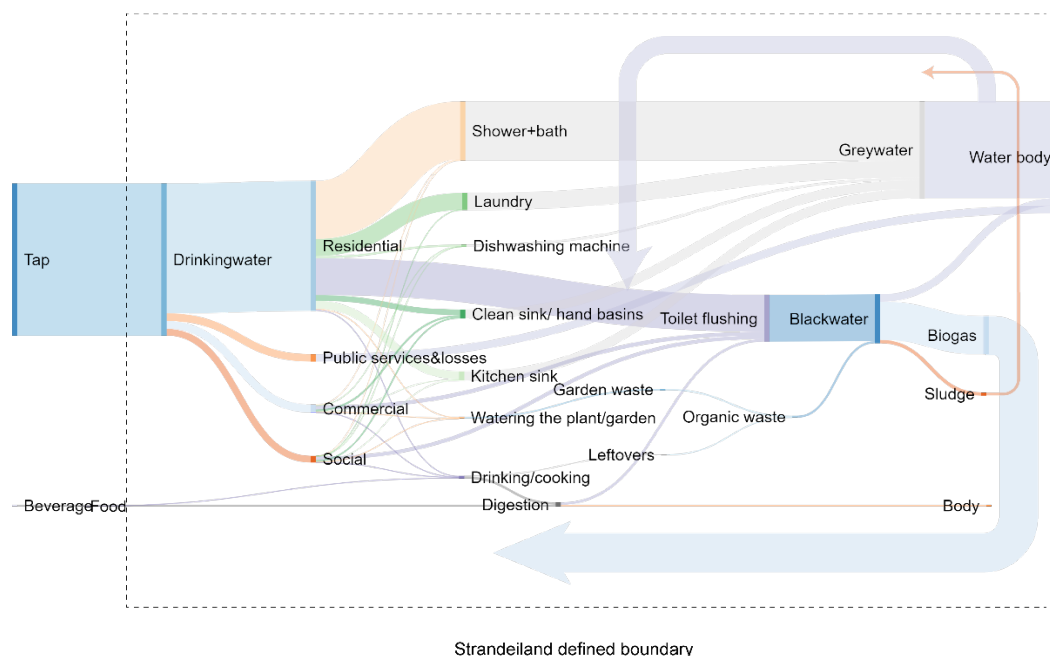 Shower+bath
Greywater
Water body
Laundry
Residential
Dishwashing machine
Tap
Drinkingwater
Clean sink/ hand basins
Toilet flushing
Blackwater
Biogas
Public services&losses
Kitchen sink
Garden waste
Sludge
Commercial
Watering the plant/garden
Organic waste
Social
Leftovers
Drinking/cooking
Beverage
Food
Digestion
Body
Strandeiland defined boundary